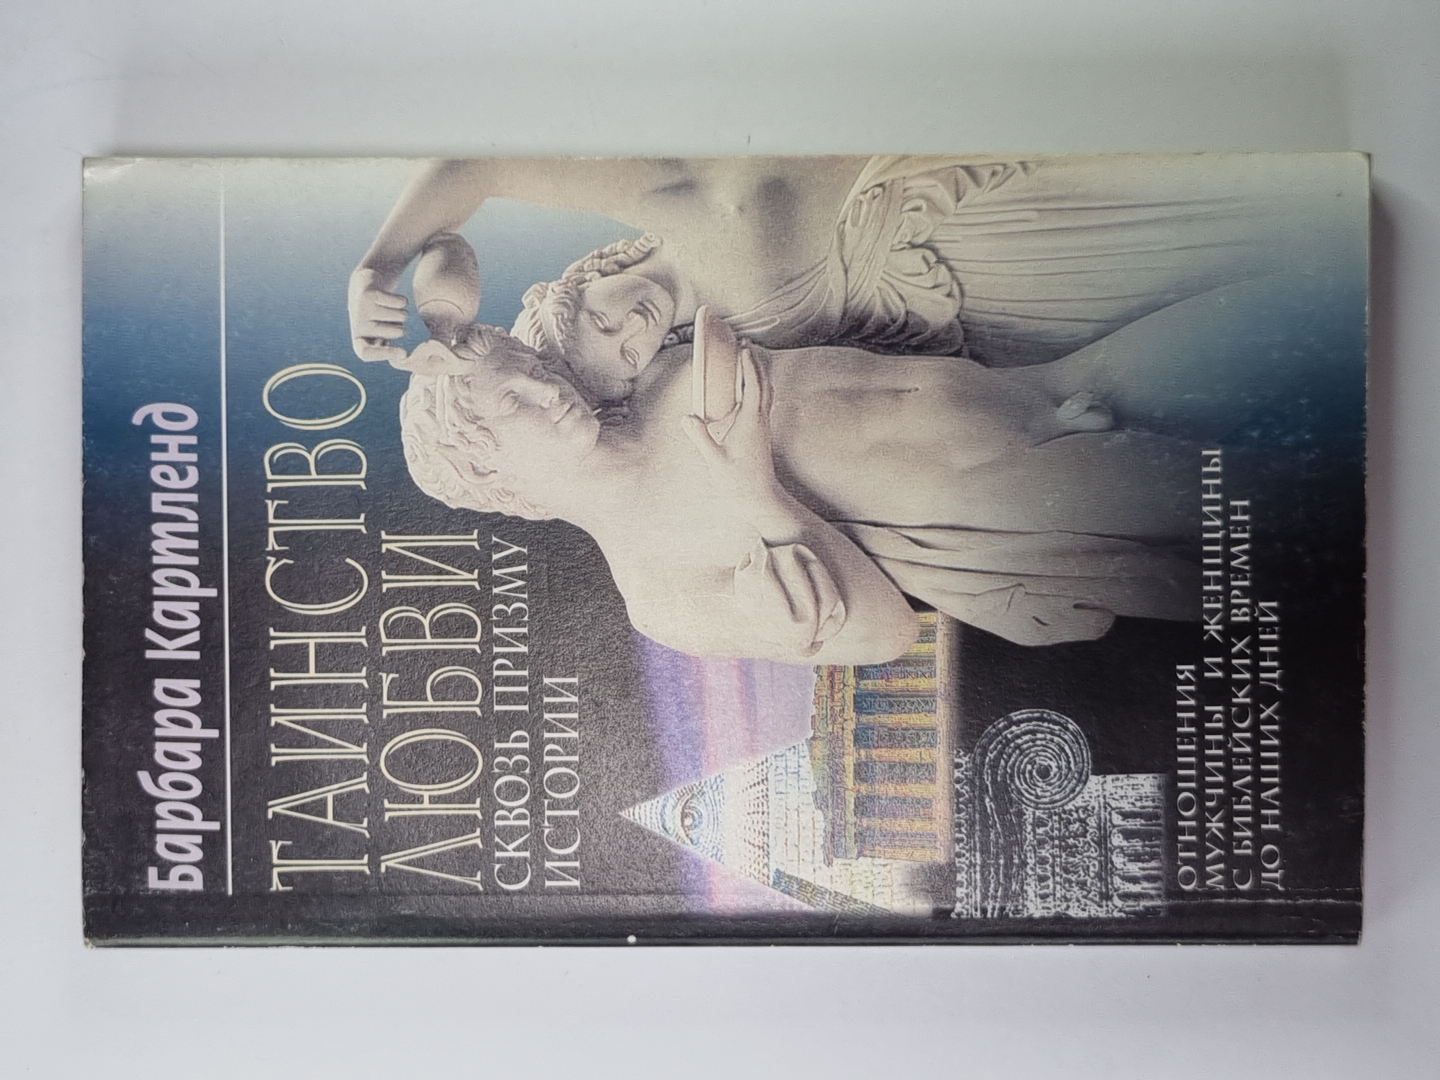 Барбара Картленд
ТАИНСТВО
ЛЮБВИ
СКВОЗЬ ПРИЗМУ
ИСТОРИИ
ОТНОШЕНИЯ
МУЖЧИНЫ И ЖЕНЩИНЫ
С БИБЛЕЙСКИХ ВРЕМЕН
ДО НАШИХ ДНЕЙ